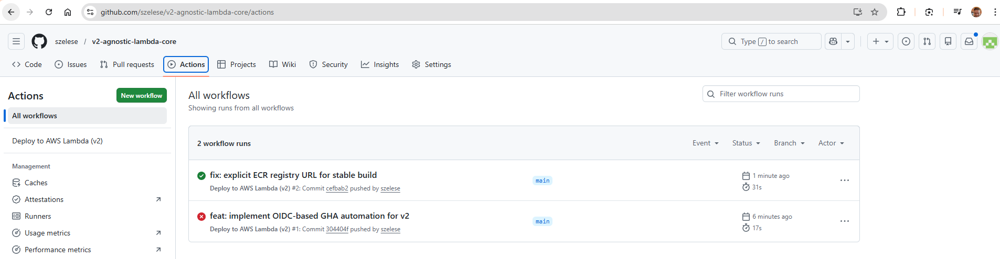 github.com/szelese/v2-agnostic-lambda-core/actions
szelese / v2-agnostic-lambda-core
Type / to search
Code
Issues
Pull requests
Actions
Projects
Wiki
Security
Insights
Settings
Actions
New workflow
All workflows
Deploy to AWS Lambda (v2)
Management
Caches
Attestations
Runners
Usage metrics
Performance metrics
All workflows
Showing runs from all workflows
Filter workflow runs
2 workflow runs
Event
Status
Branch
Actor
fix: explicit ECR registry URL for stable build
Deploy to AWS Lambda (v2) #2: Commit cefbab2 pushed by szelese
main
1 minute ago
31s
feat: implement OIDC-based GHA automation for v2
Deploy to AWS Lambda (v2) #1: Commit 304404f pushed by szelese
main
6 minutes ago
17s